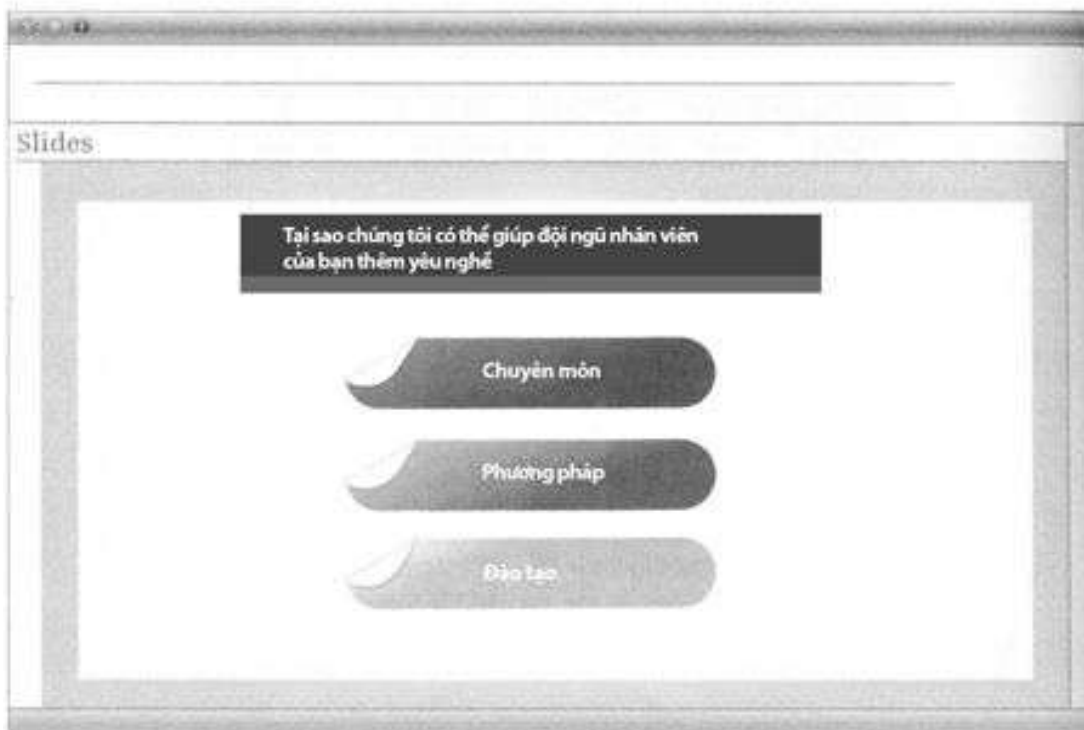 Slides
Tại sao chúng tôi có thể giúp đội ngũ nhân viên
của bạn thêm yêu nghề
Chuyên môn
Phương pháp
Đào tạo